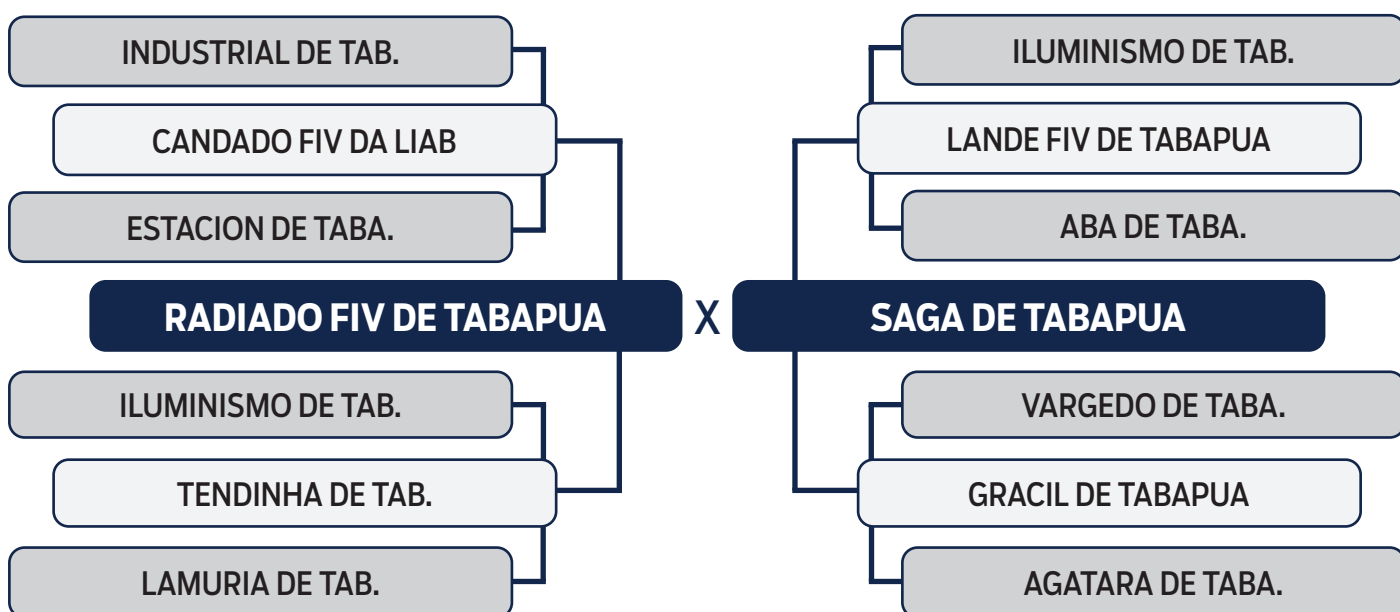 INDUSTRIAL DE TAB.
CANDADO FIV DA LIAB
ESTACION DE TABA.
RADIADO FIV DE TABAPUA
ILUMINISMO DE TAB.
TENDINHA DE TAB.
LAMURIA DE TAB.
X
ILUMINISMO DE TAB.
LANDE FIV DE TABAPUA
ABA DE TABA.
SAGA DE TABAPUA
VARGEDO DE TABA.
GRACIL DE TABAPUA
AGATARA DE TABA.